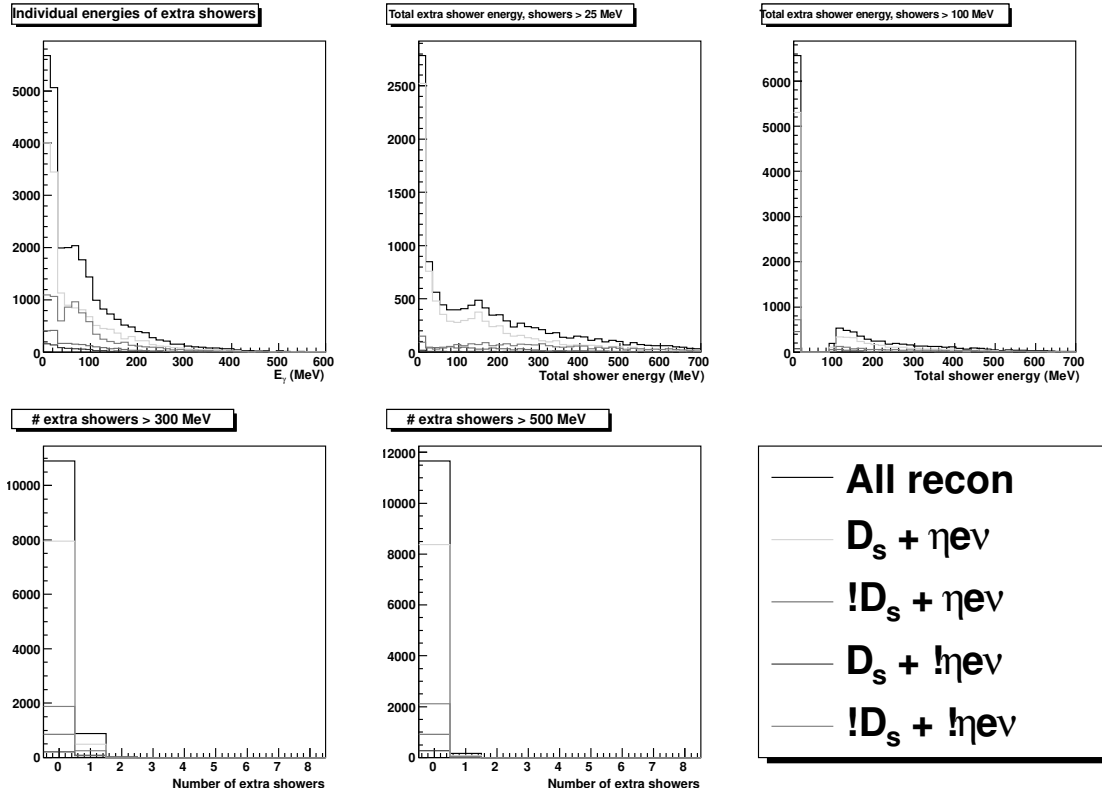 Individual energies of extra showers
5000
4000
3000
2000
1000
0
0 100 200 300 400 500 600
Eγ (MeV)
Total extra shower energy, showers > 25 MeV
2500
2000
1500
1000
500
0
0 100 200 300 400 500 600 700
Total shower energy (MeV)
Total extra shower energy, showers > 100 MeV
6000
5000
4000
3000
2000
1000
0
0 100 200 300 400 500 600 700
Total shower energy (MeV)
# extra showers > 300 MeV
10000
8000
6000
4000
2000
0
0 1 2 3 4 5 6 7 8
Number of extra showers
# extra showers > 500 MeV
12000
10000
8000
6000
4000
2000
0
0 1 2 3 4 5 6 7 8
Number of extra showers
All recon
Ds + ηeν
!Ds + ηeν
Ds + !ηeν
!Ds + !ηeν